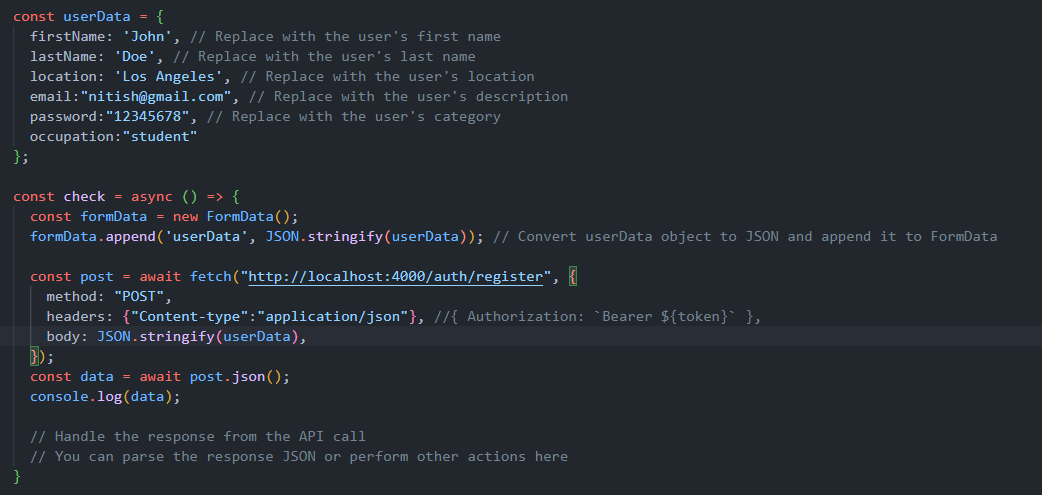 const userData = {
firstName: 'John', // Replace with the user's first name
lastName: 'Doe', // Replace with the user's last name
location: 'Los Angeles', // Replace with the user's location
email:"nitish@gmail.com", // Replace with the user's description
password:"12345678", // Replace with the user's category
occupation:"student"
};
const check = async () => {
const formData = new FormData();
formData.append('userData', JSON.stringify(userData)); // Convert userData object to JSON and append it to FormData
const post = await fetch("http://localhost:4000/auth/register", {
method: "POST",
headers: {"Content-type":"application/json"}, //{ Authorization: `Bearer ${token}` },
body: JSON.stringify(userData),
});
const data = await post.json();
console.log(data);
// Handle the response from the API call
// You can parse the response JSON or perform other actions here
}